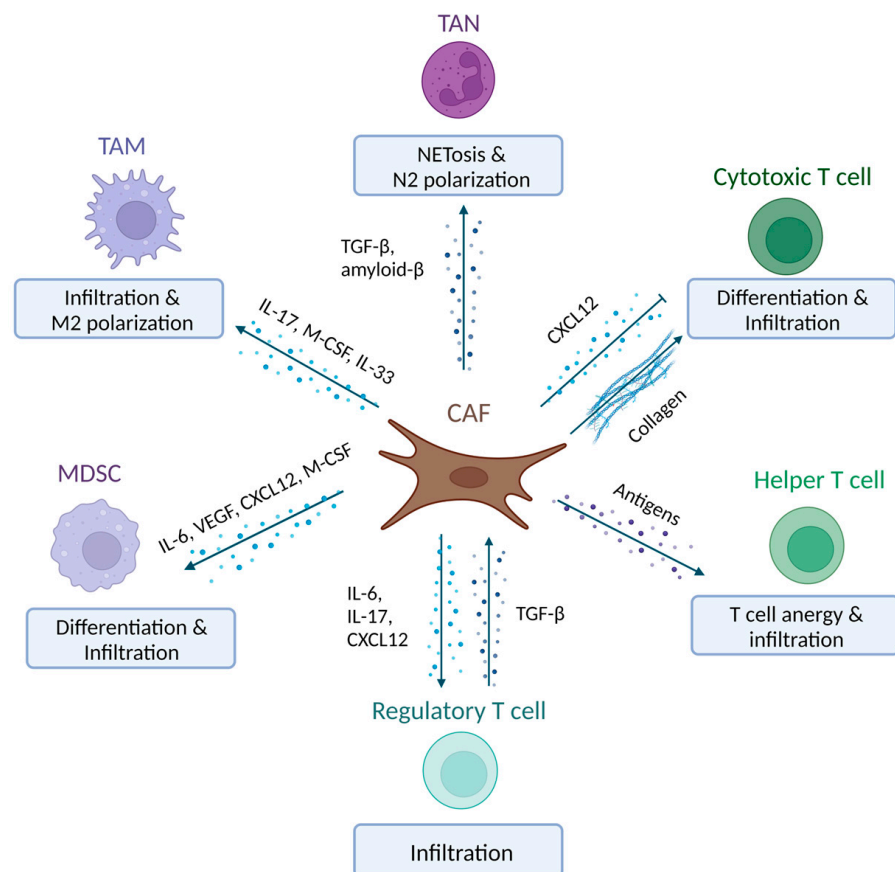 TAN
NETosis &
N2 polarization
TAM
Infiltration &
M2 polarization
Cytotoxic T cell
Differentiation &
Infiltration
TGF-β,
amyloid-β
IL-17, M-CSF, IL-33
CXCL12
Collagen
CAF
MDSC
Differentiation &
Infiltration
IL-6, VEGF, CXCL12, M-CSF
Antigens
Helper T cell
T cell anergy &
infiltration
IL-6,
IL-17,
CXCL12
TGF-β
Regulatory T cell
Infiltration